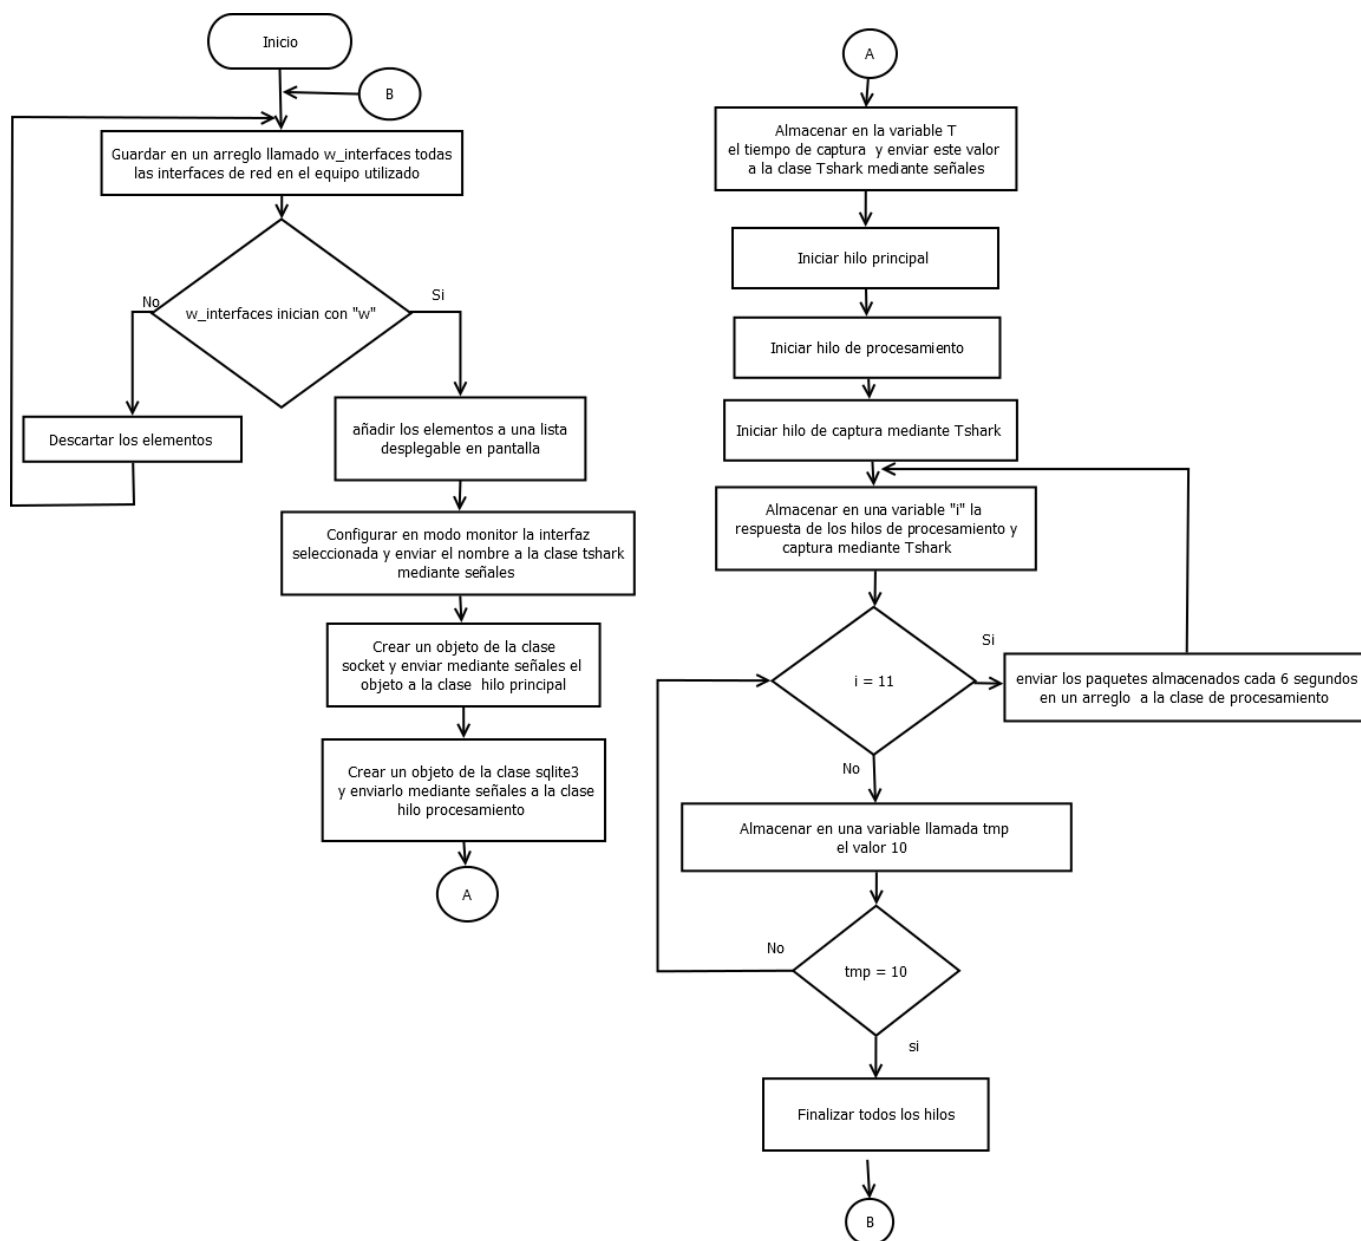 Inicio
B
Guardar en un arreglo llamado w_interfaces todas
las interfaces de red en el equipo utilizado
No
Si
w_interfaces inician con "w"
Descartar los elementos
añadir los elementos a una lista
desplegable en pantalla
Configurar en modo monitor la interfaz
seleccionada y enviar el nombre a la clase tshark
mediante señales
Crear un objeto de la clase
socket y enviar mediante señales el
objeto a la clase hilo principal
Crear un objeto de la clase sqlite3
y enviarlo mediante señales a la clase
hilo procesamiento
A
A
Almacenar en la variable T
el tiempo de captura y enviar este valor
a la clase Tshark mediante señales
Iniciar hilo principal
Iniciar hilo de procesamiento
Iniciar hilo de captura mediante Tshark
Almacenar en una variable "i" la
respuesta de los hilos de procesamiento y
captura mediante Tshark
Si
i = 11
enviar los paquetes almacenados cada 6 segundos
en un arreglo a la clase de procesamiento
No
Almacenar en una variable llamada tmp
el valor 10
No
tmp = 10
si
Finalizar todos los hilos
B